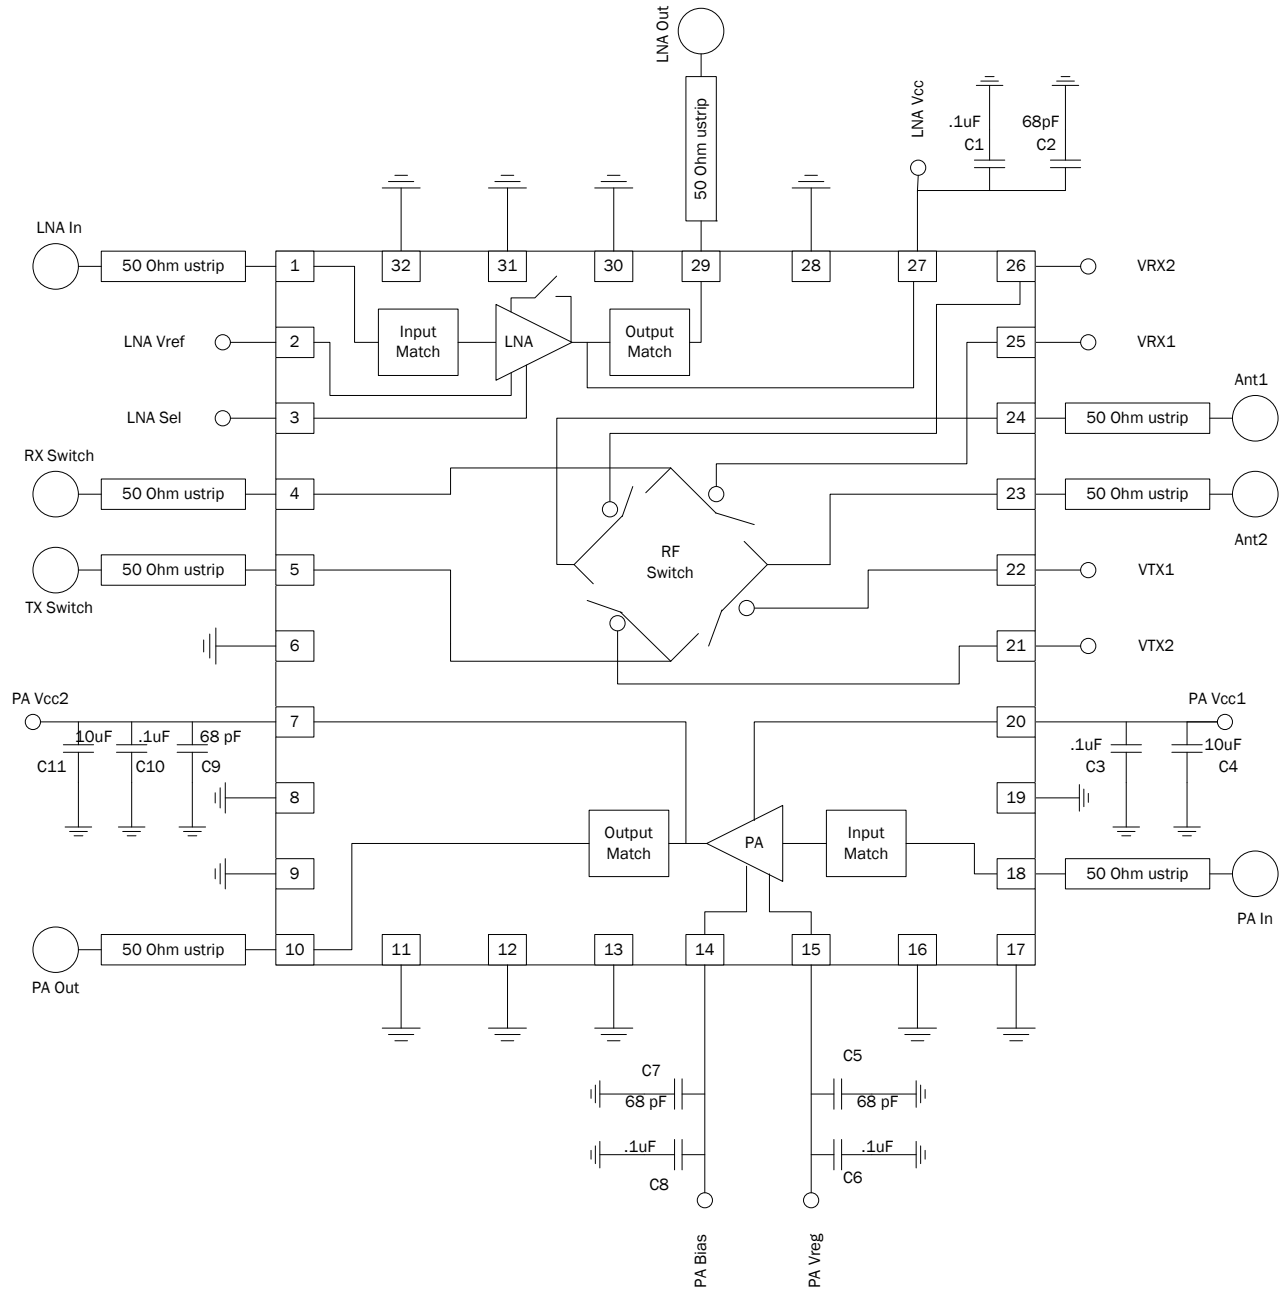 LNA Out
50 Ohm ustrip
LNA Vcc
.1uF
C1
68pF
C2
LNA In
50 Ohm ustrip
1
32
31
30
29
28
27
26
VRX2
LNA Vref
2
Input
Match
LNA
Output
Match
25
VRX1
LNA Sel
3
24
50 Ohm ustrip
Ant1
RX Switch
50 Ohm ustrip
4
23
50 Ohm ustrip
Ant2
RF
Switch
50 Ohm ustrip
TX Switch
5
22
VTX1
6
21
VTX2
PA Vcc2
7
20
PA Vcc1
10uF
C11
.1uF
C10
68 pF
C9
.1uF
C3
10uF
C4
8
19
Output
Match
PA
Input
Match
9
18
50 Ohm ustrip
PA In
50 Ohm ustrip
PA Out
10
11
12
13
14
15
16
17
C7
68 pF
C5
68 pF
.1uF
C8
.1uF
C6
PA Bias
PA Vreg